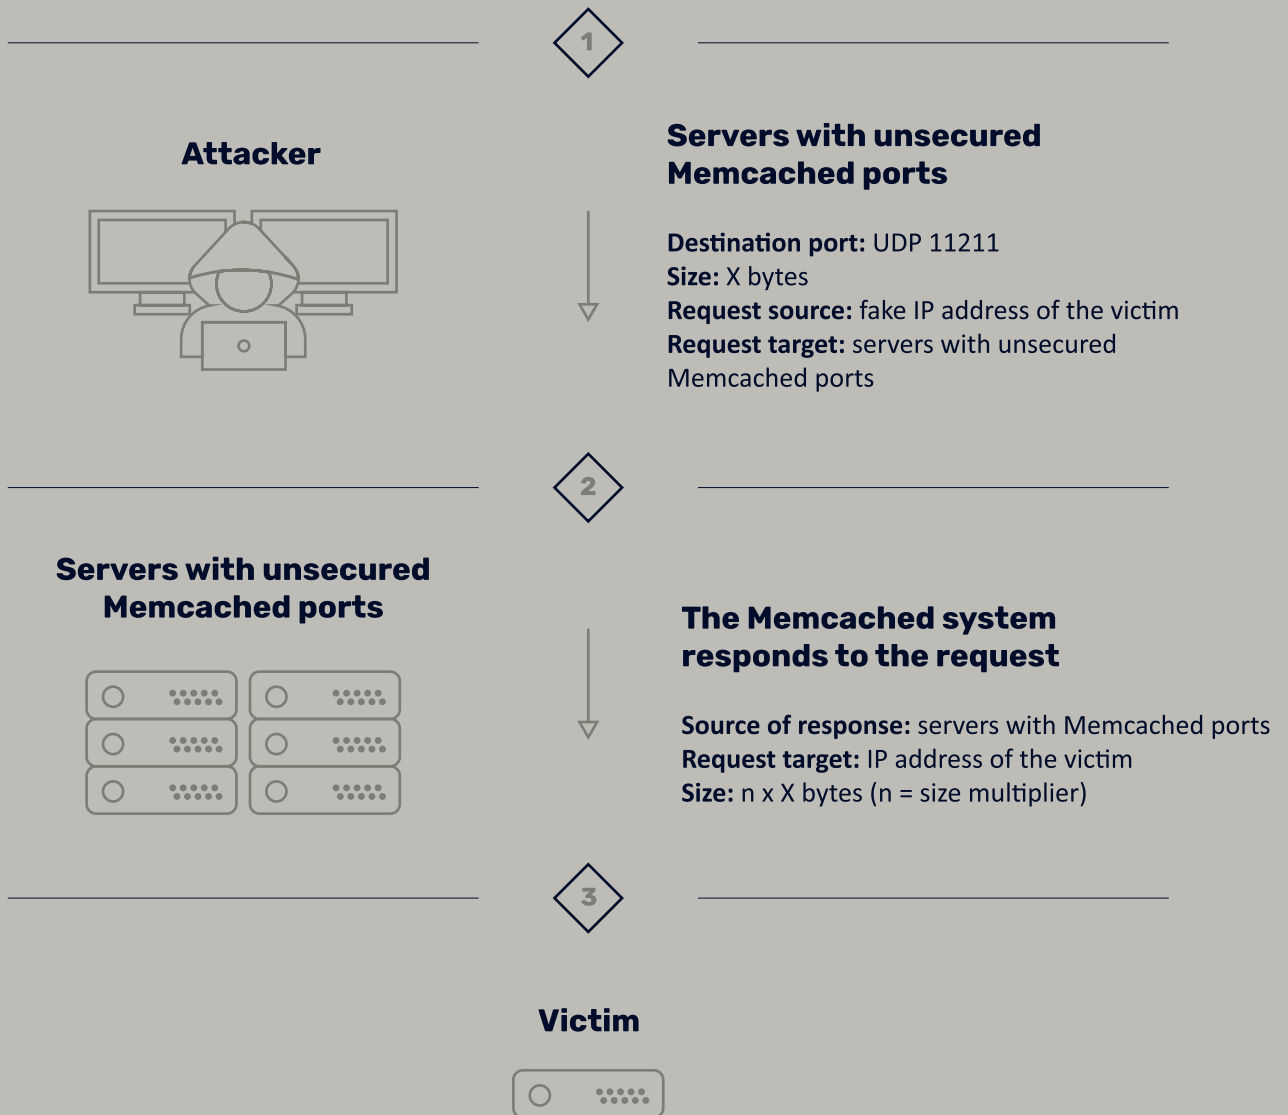 1
Attacker
Servers with unsecured
Memcached ports
Destination port: UDP 11211
Size: X bytes
Request source: fake IP address of the victim
Request target: servers with unsecured
Memcached ports
2
Servers with unsecured
Memcached ports
The Memcached system
responds to the request
Source of response: servers with Memcached ports
Request target: IP address of the victim
Size: n x X bytes (n = size multiplier)
3
Victim